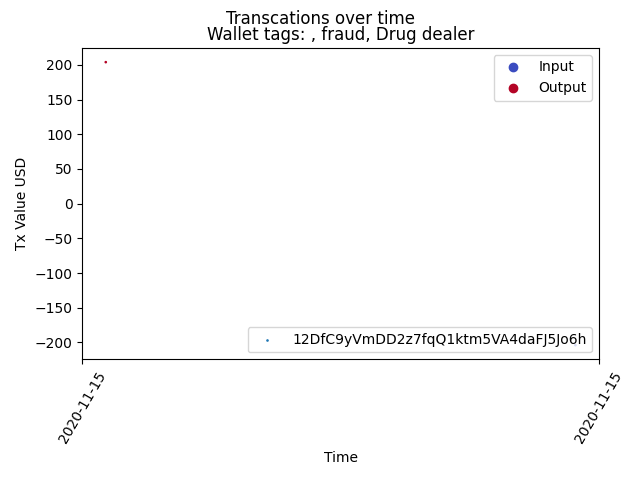 Transcations over time
Wallet tags: , fraud, Drug dealer
Input
Output
200
150
100
50
0
−50
−100
−150
−200
Tx Value USD
12DfC9yVmDD2z7fqQ1ktm5VA4daFJ5Jo6h
2020-11-15
2020-11-15
Time